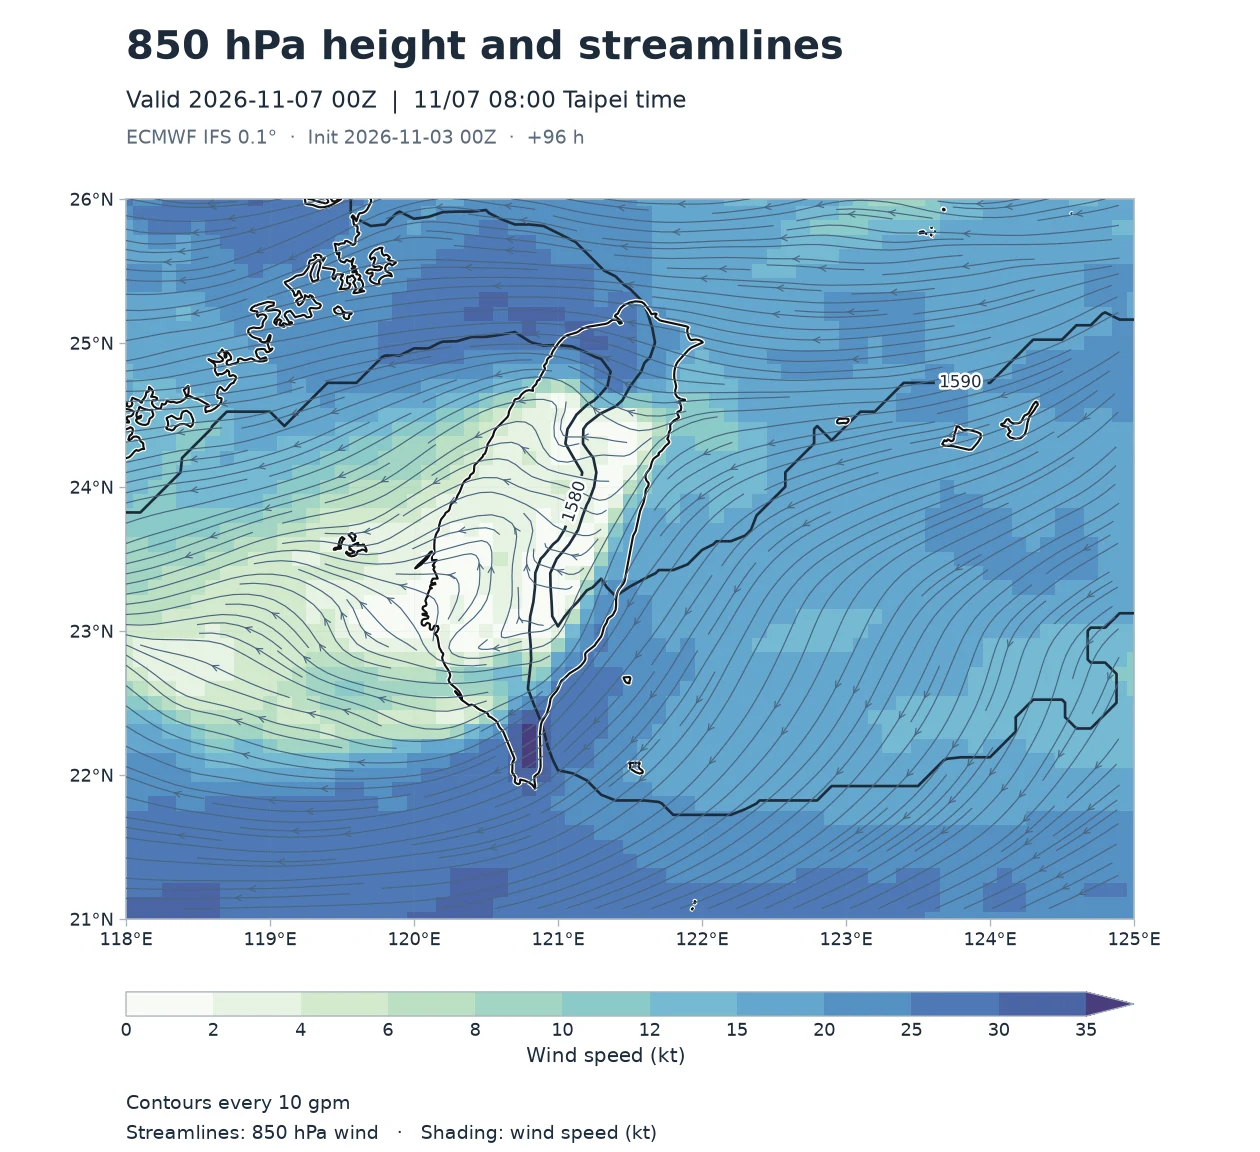 850 hPa height and streamlines
Valid 2026-11-07 00Z | 11/07 08:00 Taipei time
ECMWF IFS 0.1° · Init 2026-11-03 00Z · +96 h
26°N
25°N
1590
24°N
1580
23°N
22°N
21°N
118°E 119°E 120°E 121°E 122°E 123°E 124°E 125°E
0 2 4 6 8 10 12 15 20 25 30 35
Wind speed (kt)
Contours every 10 gpm
Streamlines: 850 hPa wind · Shading: wind speed (kt)